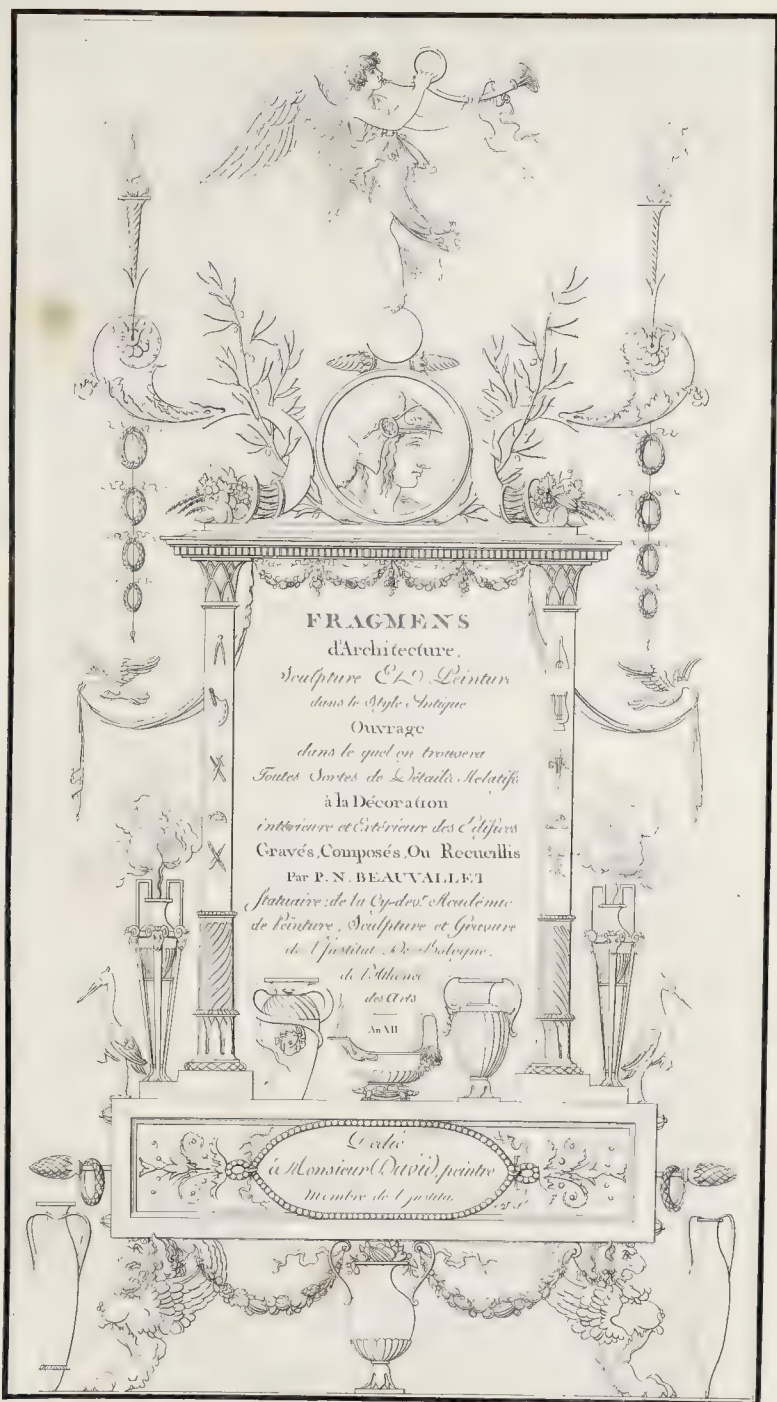 FRAGMENS
d'Architecture,
Sculpture Et Peinture
dans le Style Antique
Ouvrage
dans le quel on trouvera
Toutes Sortes de Détails Relatifs
à la Décoration
intérieure et Extérieure des Edifices
Gravés, Composés, Ou Recueillis
Par P. N. BEAUVALLET
Statuaire: de la Cy-devt. Académie
de Peinture, Sculpture et Gravure
de l'Institut De
de l'Athenée
des Arts
An XII
Dedié
à Monsieur David, peintre
Membre de l'Institut